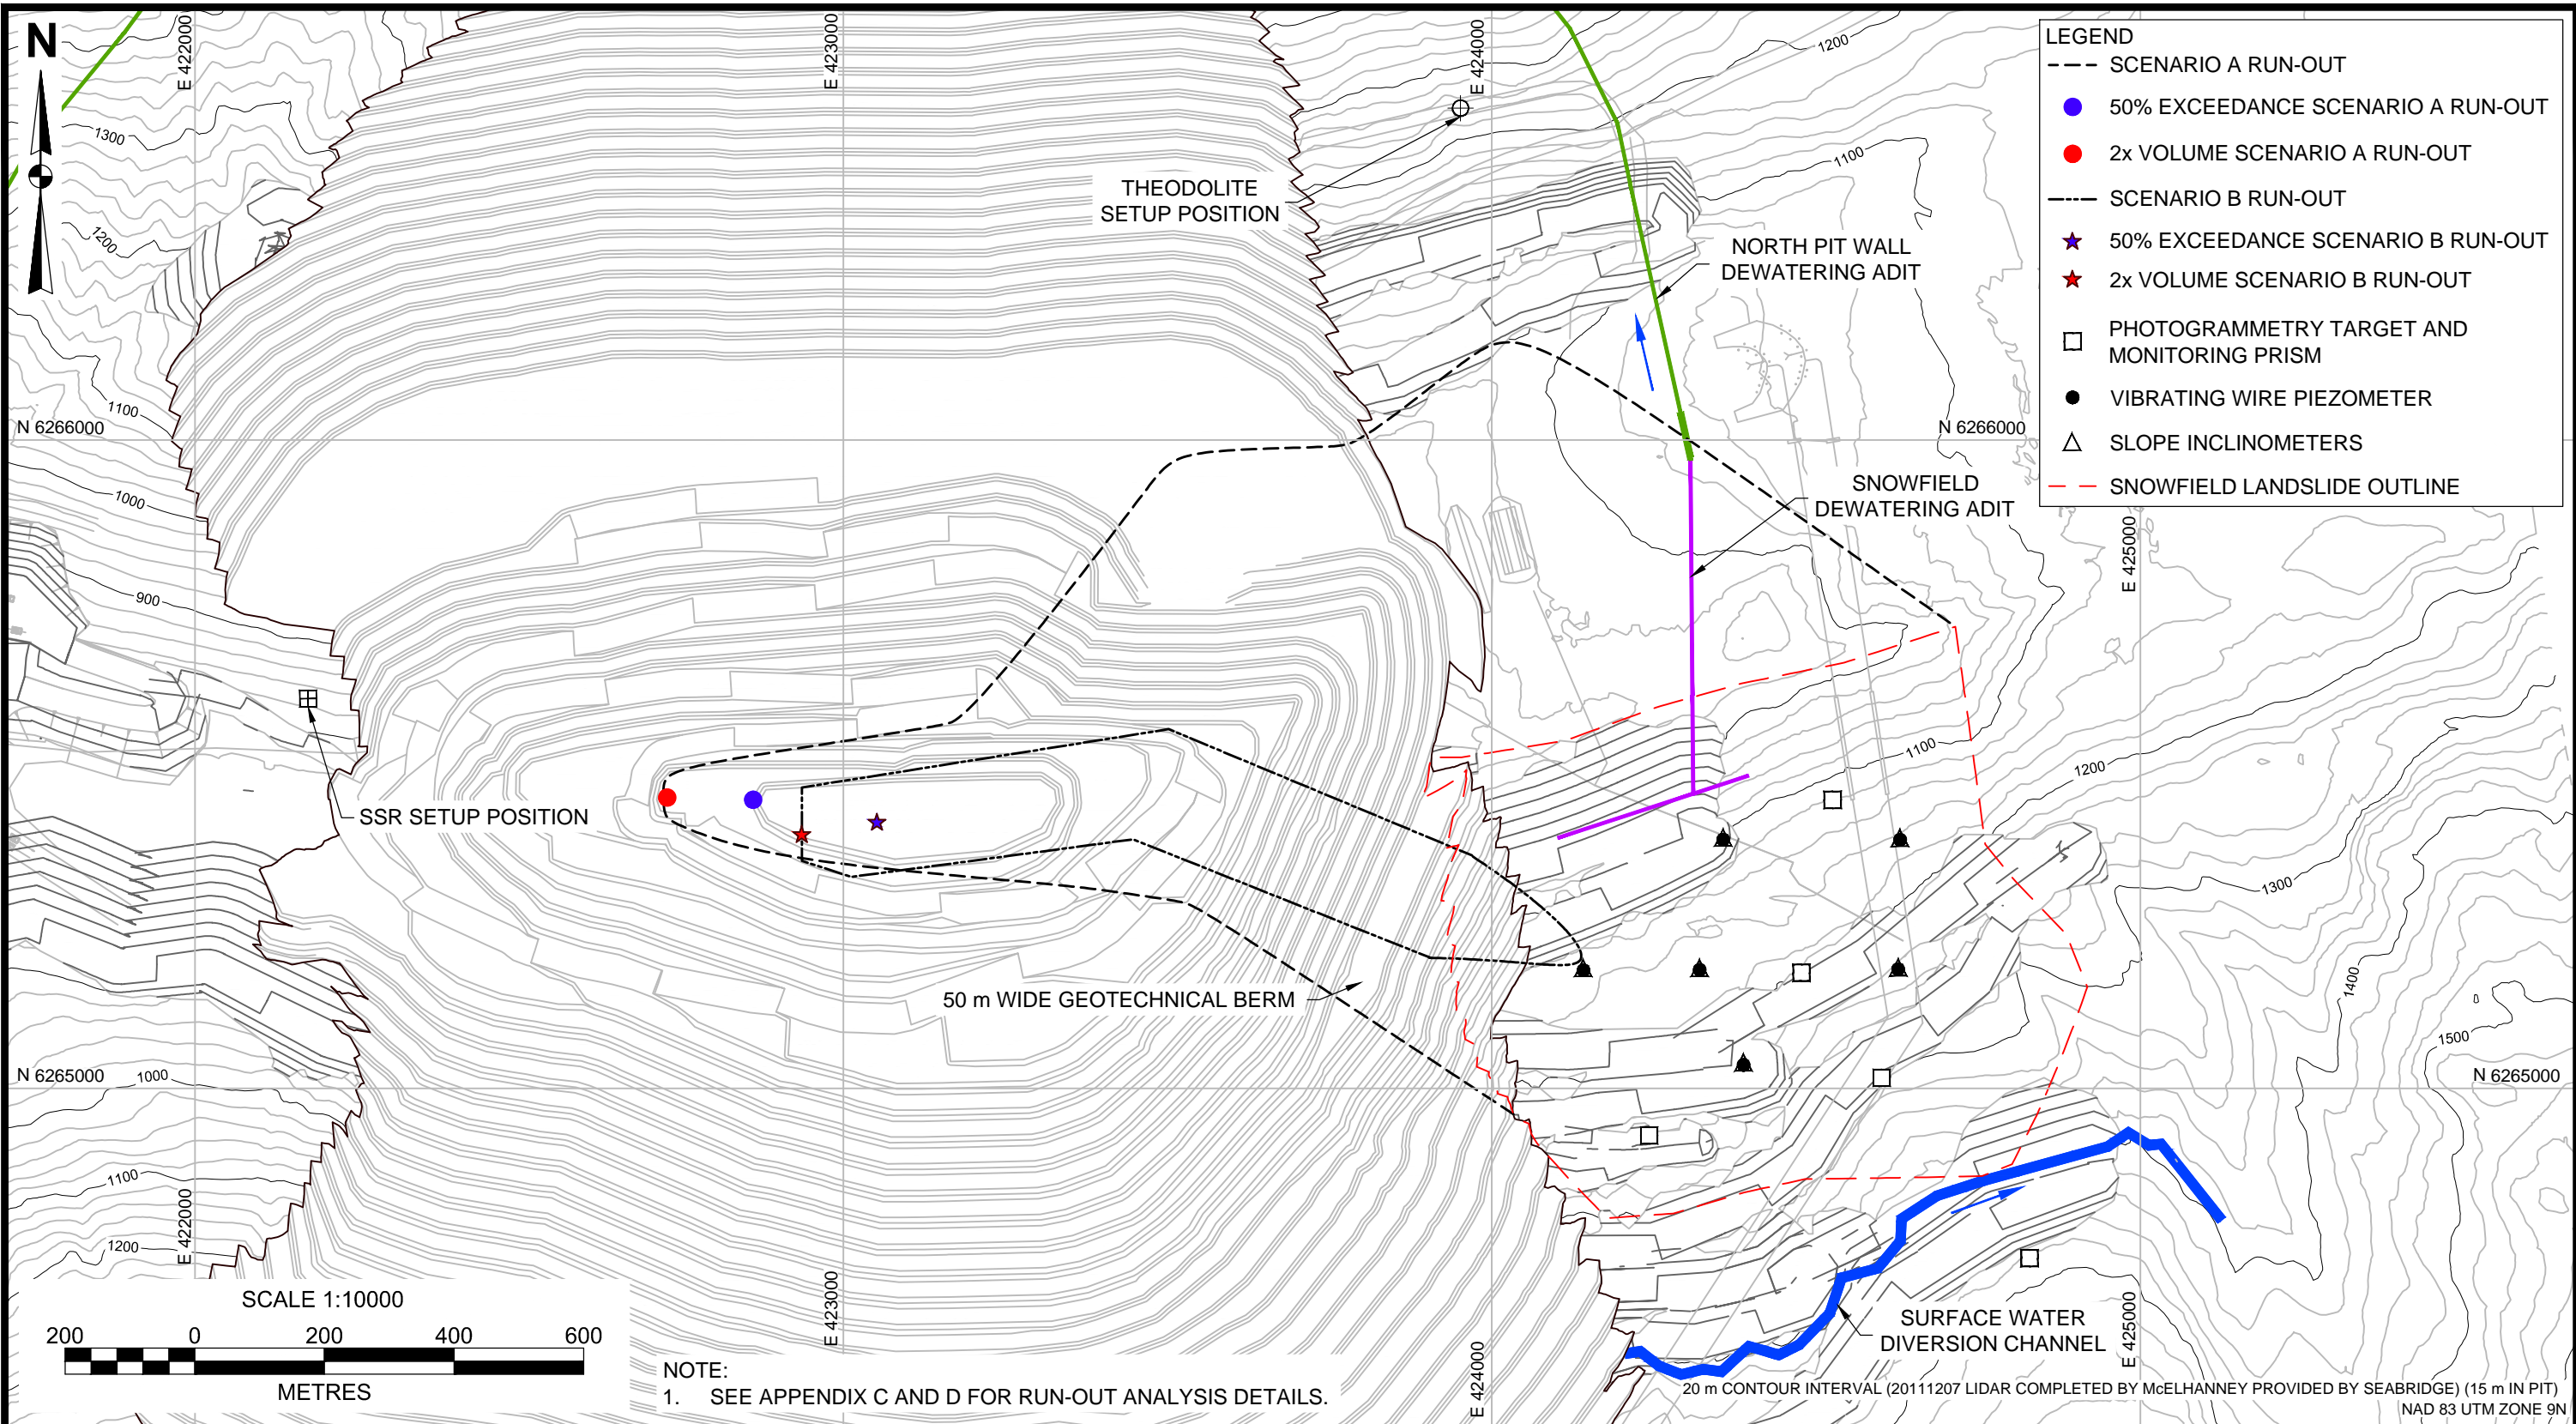 N
E 422000
E 423000
E 424000
1200
1300
1200
1100
1100
1000
900
N 6266000
N 6266000
THEODOLITE
SETUP POSITION
NORTH PIT WALL
DEWATERING ADIT
SNOWFIELD
DEWATERING ADIT
LEGEND
SCENARIO A RUN-OUT
50% EXCEEDANCE SCENARIO A RUN-OUT
2x VOLUME SCENARIO A RUN-OUT
SCENARIO B RUN-OUT
50% EXCEEDANCE SCENARIO B RUN-OUT
2x VOLUME SCENARIO B RUN-OUT
PHOTOGRAMMETRY TARGET AND
MONITORING PRISM
VIBRATING WIRE PIEZOMETER
SLOPE INCLINOMETERS
SNOWFIELD LANDSLIDE OUTLINE
E 425000
SSR SETUP POSITION
1100
1200
1300
1400
1500
50 m WIDE GEOTECHNICAL BERM
N 6265000
1000
N 6265000
1100
1200
E 422000
E 423000
E 424000
E 425000
SURFACE WATER
DIVERSION CHANNEL
SCALE 1:10000
200 0 200 400 600
METRES
NOTE:
1. SEE APPENDIX C AND D FOR RUN-OUT ANALYSIS DETAILS.
20 m CONTOUR INTERVAL (20111207 LIDAR COMPLETED BY McELHANNEY PROVIDED BY SEABRIDGE) (15 m IN PIT)
NAD 83 UTM ZONE 9N